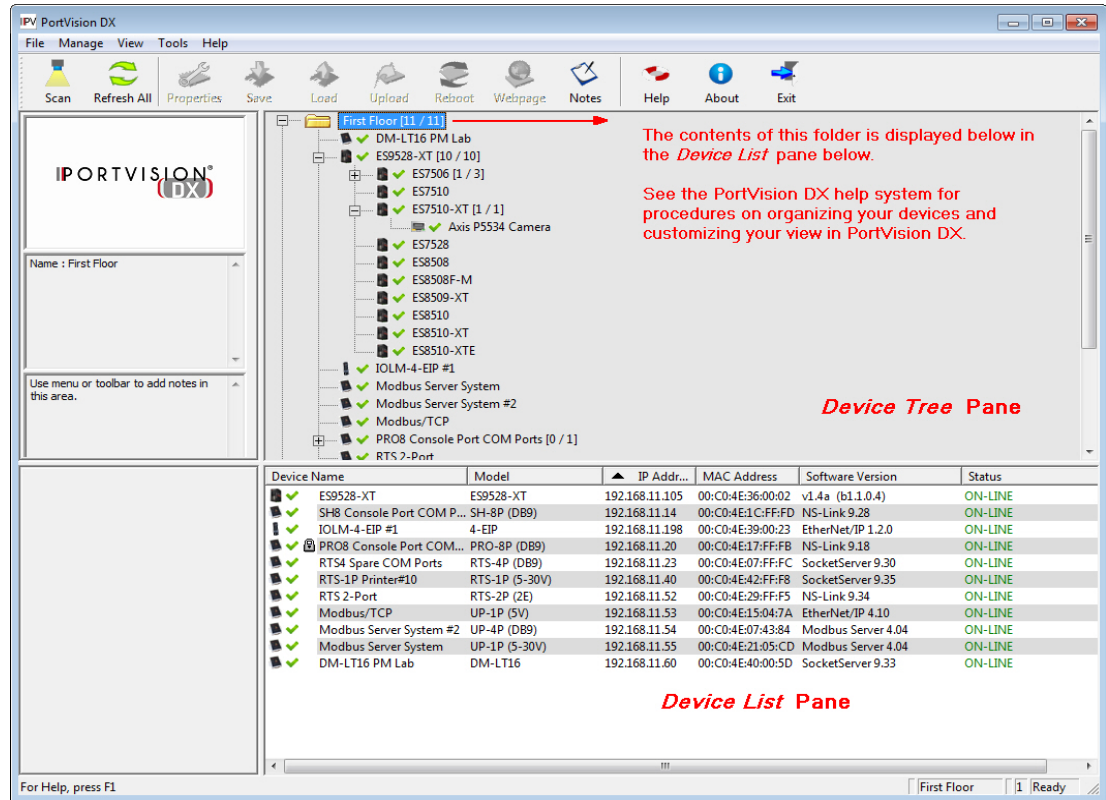 PortVision DX
File Manage View Tools Help
Scan Refresh All Properties Save Load Upload Reboot Webpage Notes Help About Exit
PORTVISION DX
Name : First Floor
Use menu or toolbar to add notes in
this area.
First Floor [11 / 11]
DM-LT16 PM Lab
ES9528-XT [10 / 10]
ES7506 [1 / 3]
ES7510
ES7510-XT [1 / 1]
Axis P5534 Camera
ES7528
ES8508
ES8508F-M
ES8509-XT
ES8510
ES8510-XT
ES8510-XTE
IOLM-4-EIP #1
Modbus Server System
Modbus Server System #2
Modbus/TCP
PRO8 Console Port COM Ports [0 / 1]
RTS 2-Port
The contents of this folder is displayed below in
the Device List pane below.
See the PortVision DX help system for
procedures on organizing your devices and
customizing your view in PortVision DX.
Device Tree Pane
Device Name Model IP Addr... MAC Address Software Version Status
ES9528-XT ES9528-XT 192.168.11.105 00:C0:4E:36:00:02 v1.4a (b1.1.0.4) ON-LINE
SH8 Console Port COM P... SH-8P (DB9) 192.168.11.14 00:C0:4E:1C:FF:FD NS-Link 9.28 ON-LINE
IOLM-4-EIP #1 4-EIP 192.168.11.198 00:C0:4E:39:00:23 EtherNet/IP 1.2.0 ON-LINE
PRO8 Console Port COM... PRO-8P (DB9) 192.168.11.20 00:C0:4E:17:FF:FB NS-Link 9.18 ON-LINE
RTS4 Spare COM Ports RTS-4P (DB9) 192.168.11.23 00:C0:4E:07:FF:FC SocketServer 9.30 ON-LINE
RTS-1P Printer#10 RTS-1P (5-30V) 192.168.11.40 00:C0:4E:42:FF:F8 SocketServer 9.35 ON-LINE
RTS 2-Port RTS-2P (2E) 192.168.11.52 00:C0:4E:29:FF:F5 NS-Link 9.34 ON-LINE
Modbus/TCP UP-1P (5V) 192.168.11.53 00:C0:4E:15:04:7A EtherNet/IP 4.10 ON-LINE
Modbus Server System #2 UP-4P (DB9) 192.168.11.54 00:C0:4E:07:43:84 Modbus Server 4.04 ON-LINE
Modbus Server System UP-1P (5-30V) 192.168.11.55 00:C0:4E:21:05:CD Modbus Server 4.04 ON-LINE
DM-LT16 PM Lab DM-LT16 192.168.11.60 00:C0:4E:40:00:5D SocketServer 9.33 ON-LINE
Device List Pane
For Help, press F1
First Floor 1 Ready